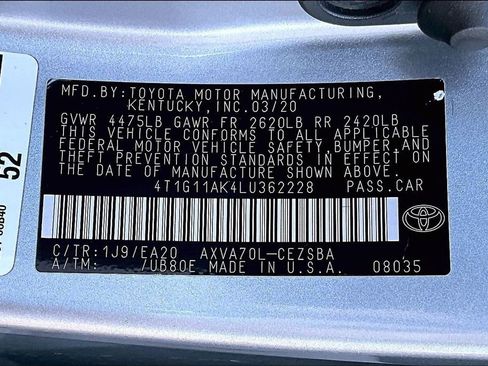 MFD.BY:TOYOTA MOTOR MANUFACTURING,
KENTUCKY,INC.03/20
GVWR 4475LB GAWR FR 2620LB RR 2420LB
THIS VEHICLE CONFORMS TO ALL APPLICABLE
FEDERAL MOTOR VEHICLE SAFETY,BUMPER,AND
THEFT PREVENTION STANDARDS IN EFFECT ON
THE DATE OF MANUFACTURE SHOWN ABOVE.
4T1G11AK4LU362228 PASS.CAR
C/TR:1J9/EA20 AXVA70L-CEZSBA
A/TM: /UB80E MADE IN U.S.A. 08035
52